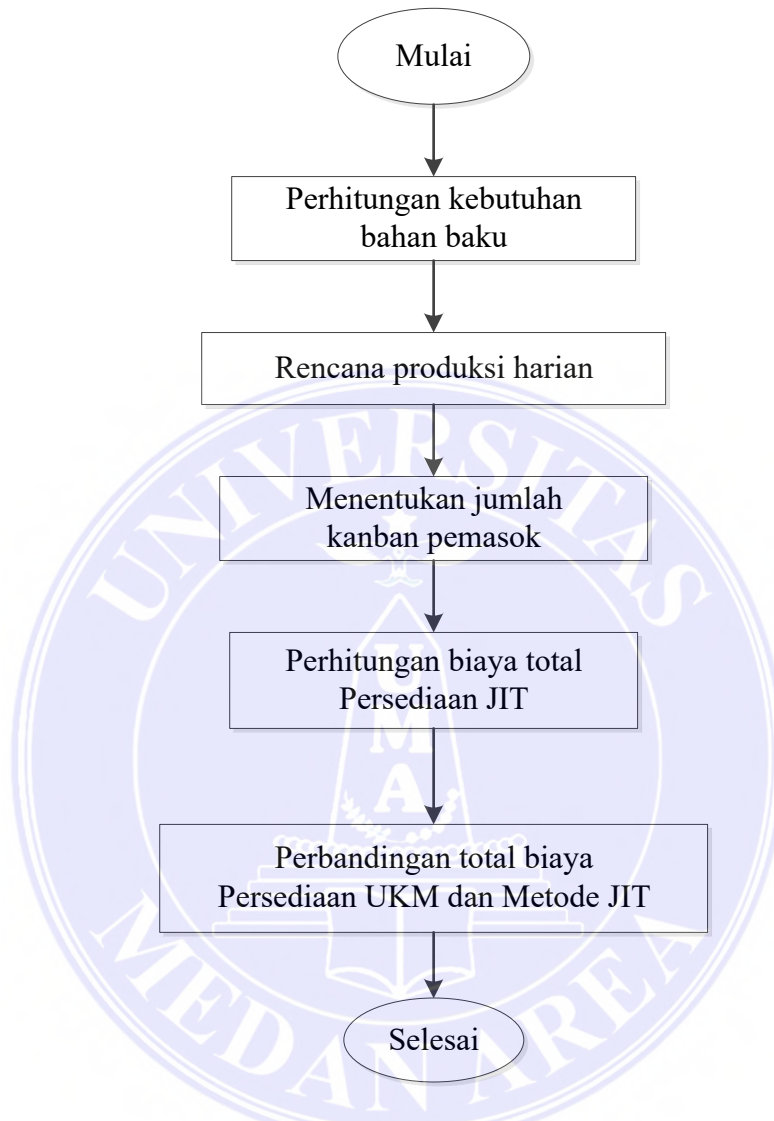 Mulai
Perhitungan kebutuhan
bahan baku
Rencana produksi harian
Menentukan jumlah
kanban pemasok
Perhitungan biaya total
Persediaan JIT
Perbandingan total biaya
Persediaan UKM dan Metode JIT
Selesai
UNIVERSITAS
UMA
MEDAN AREA